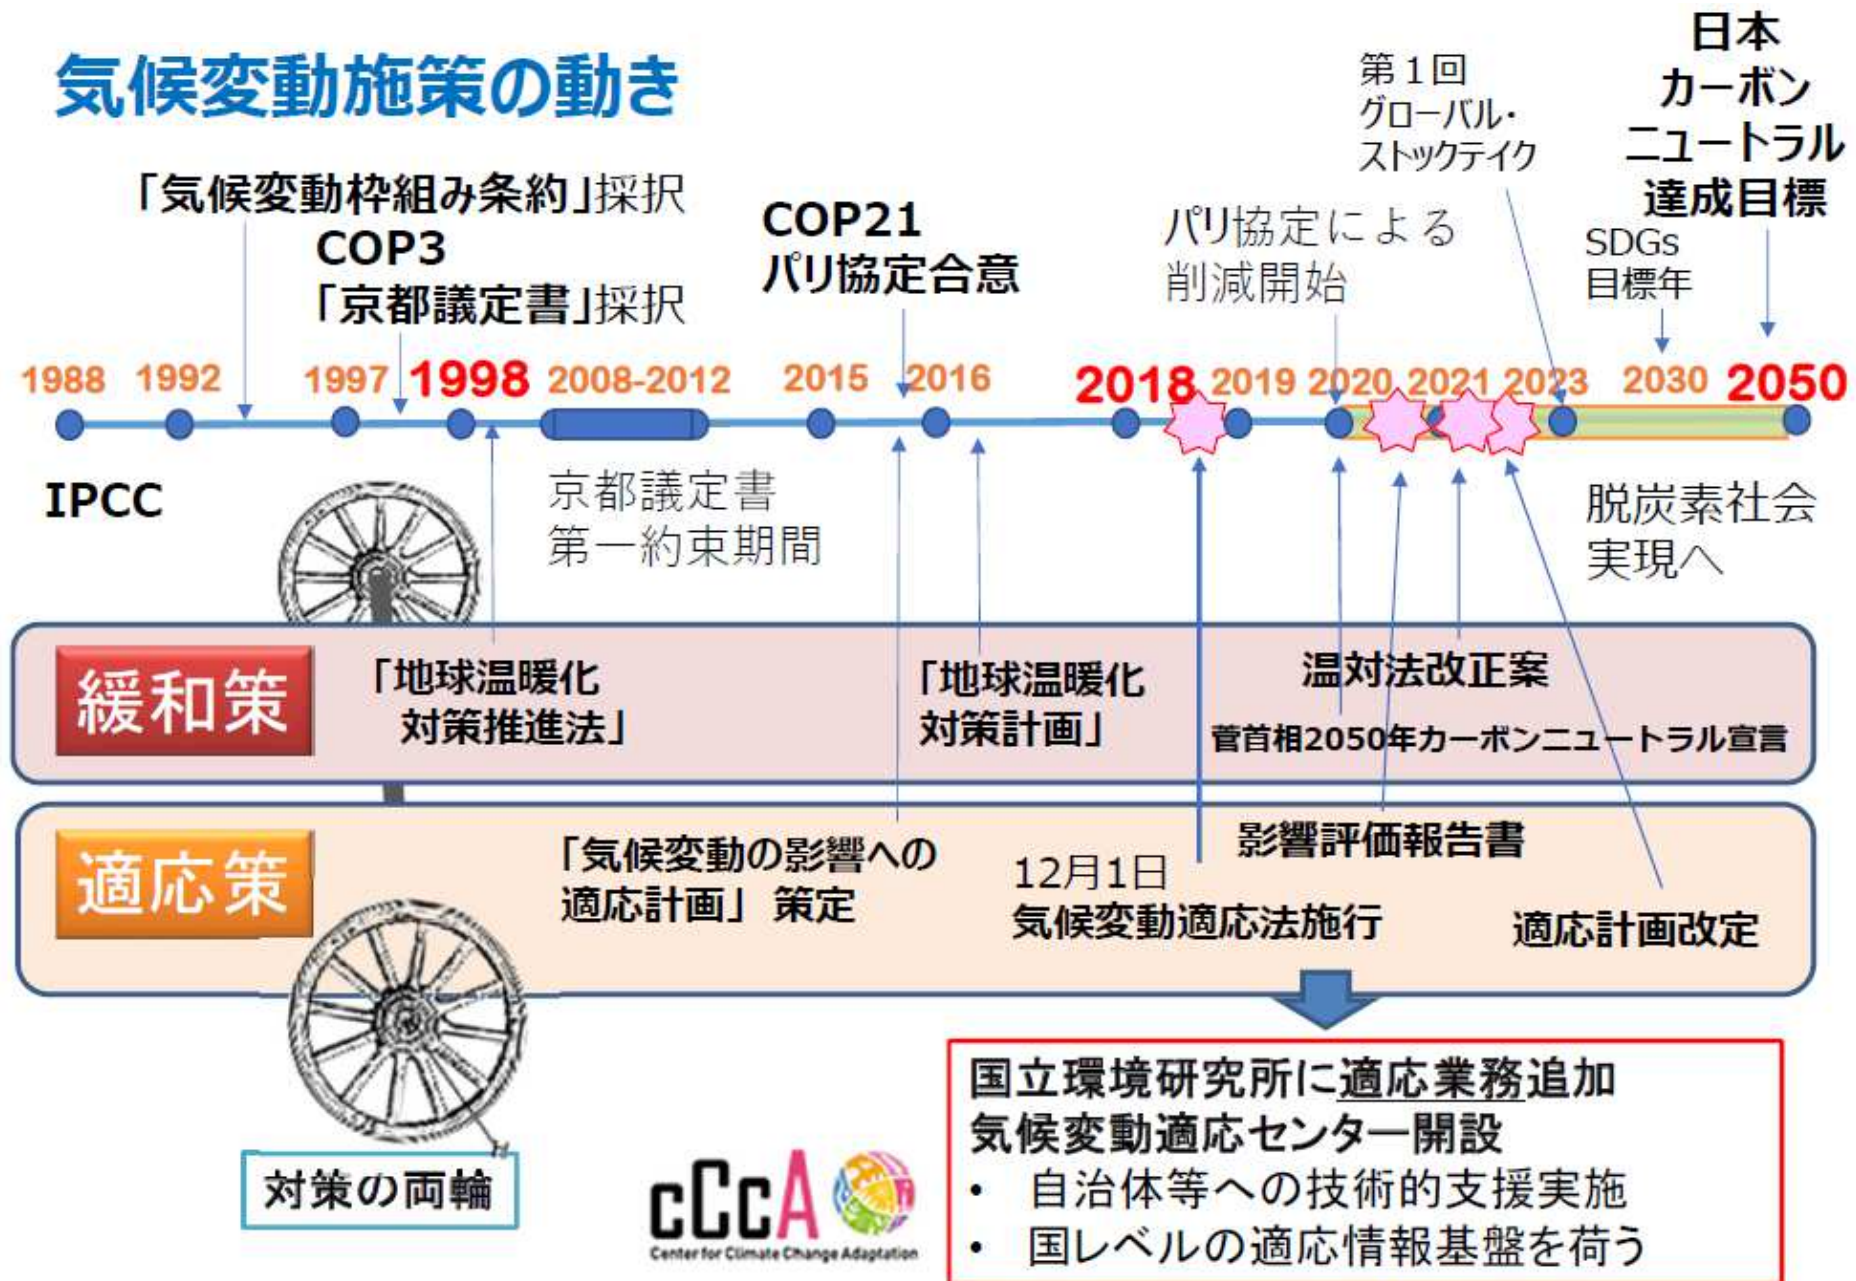 気候変動施策の動き
「気候変動枠組み条約」採択
COP3
「京都議定書」採択
COP21
パリ協定合意
パリ協定による
削減開始
第1回
グローバル・
ストックテイク
SDGs
目標年
日本
カーボン
ニュートラル
達成目標
1988 1992 1997 1998 2008-2012 2015 2016 2018 2019 2020 2021 2023 2030 2050
IPCC
京都議定書
第一約束期間
脱炭素社会
実現へ
緩和策
「地球温暖化
対策推進法」
「地球温暖化
対策計画」
温対法改正案
菅首相2050年カーボンニュートラル宣言
適応策
「気候変動の影響への
適応計画」策定
12月1日
気候変動適応法施行
影響評価報告書
適応計画改定
対策の両輪
cCcA
Center for Climate Change Adaptation
国立環境研究所に適応業務追加
気候変動適応センター開設
• 自治体等への技術的支援実施
• 国レベルの適応情報基盤を荷う